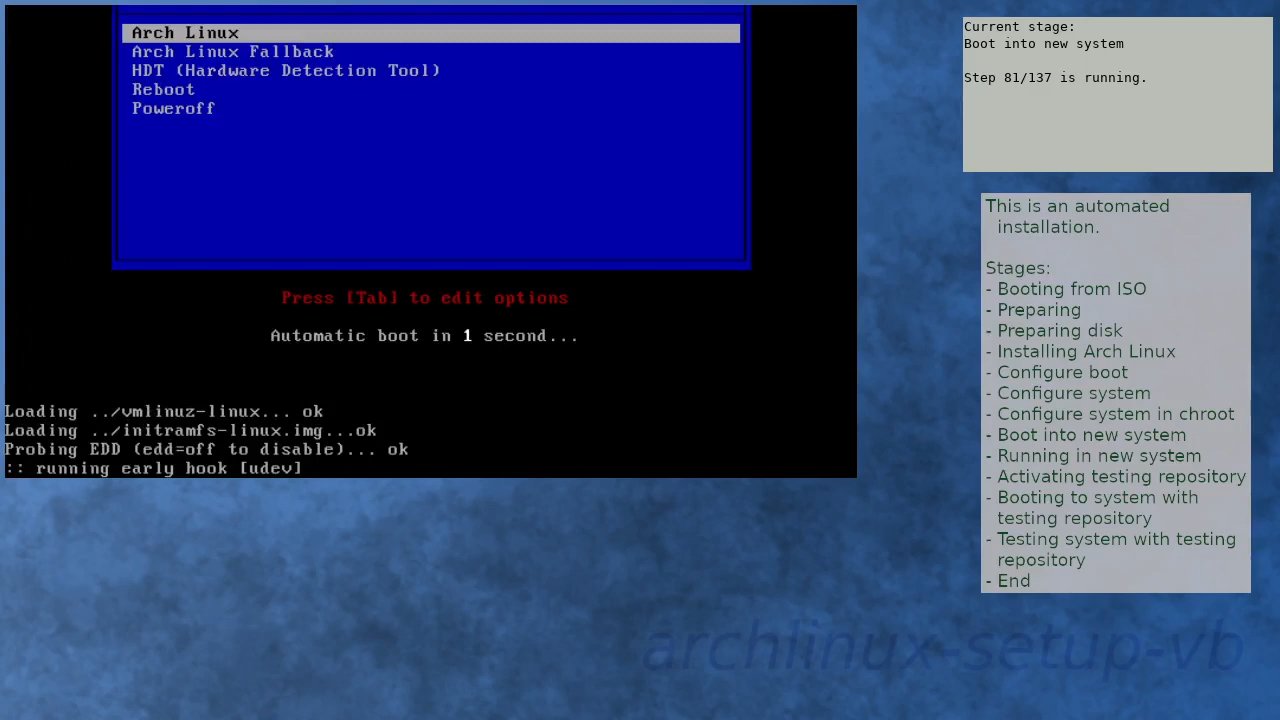 Arch Linux
Arch Linux Fallback
HDT (Hardware Detection Tool)
Reboot
Poweroff
Press [Tab] to edit options
Automatic boot in 1 second...
Loading ../vmlinuz-linux... ok
Loading ../initramfs-linux.img...ok
Probing EDD (edd=off to disable)... ok
:: running early hook [udev]
Current stage:
Boot into new system
Step 81/137 is running.
This is an automated
installation.
Stages:
- Booting from ISO
- Preparing
- Preparing disk
- Installing Arch Linux
- Configure boot
- Configure system
- Configure system in chroot
- Boot into new system
- Running in new system
- Activating testing repository
- Booting to system with
testing repository
- Testing system with testing
repository
- End
archlinux-setup-vb